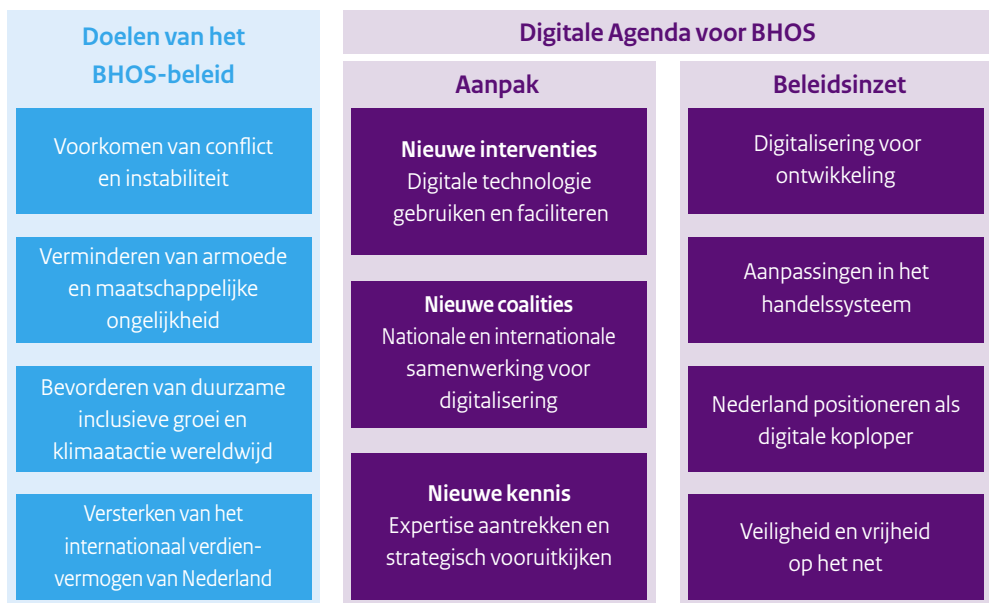 Doelen van het
BHOS-beleid
Voorkomen van conflict
en instabiliteit
Verminderen van armoede
en maatschappelijke
ongelijkheid
Bevorderen van duurzame
inclusieve groei en
klimaatactie wereldwijd
Versterken van het
internationaal verdien-
vermogen van Nederland
Digitale Agenda voor BHOS
Aanpak
Nieuwe interventies
Digitale technologie
gebruiken en faciliteren
Nieuwe coalities
Nationale en internationale
samenwerking voor
digitalisering
Nieuwe kennis
Expertise aantrekken en
strategisch vooruitkijken
Beleidsinzet
Digitalisering voor
ontwikkeling
Aanpassingen in het
handelssysteem
Nederland positioneren als
digitale koploper
Veiligheid en vrijheid
op het net